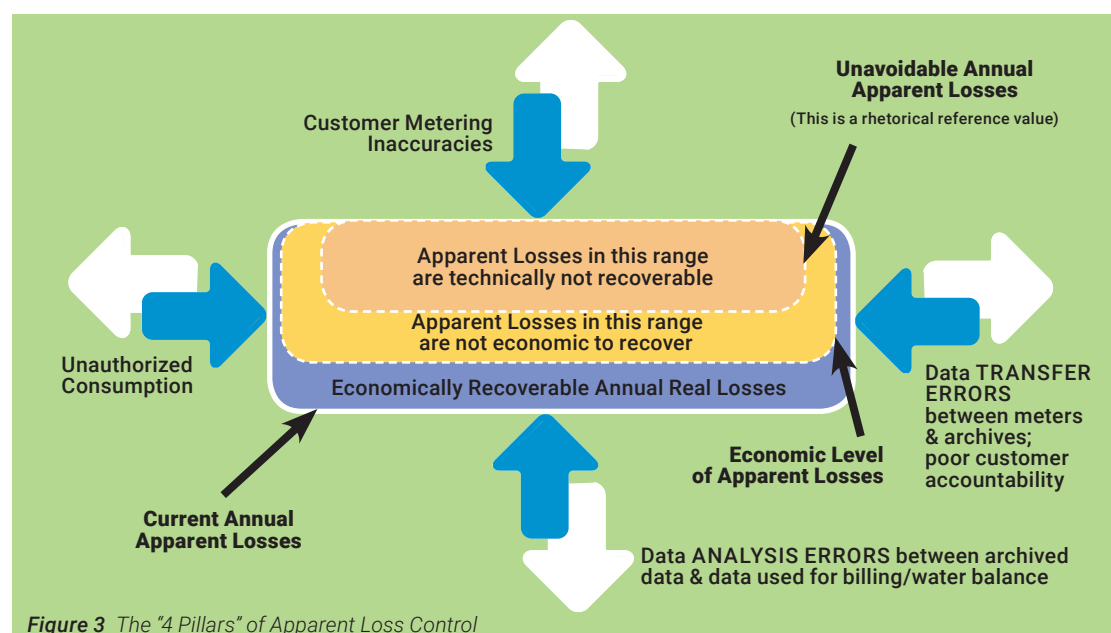 Unavoidable Annual
Apparent Losses
(This is a rhetorical reference value)
Customer Metering
Inaccuracies
Apparent Losses in this range
are technically not recoverable
Apparent Losses in this range
are not economic to recover
Economically Recoverable Annual Real Losses
Unauthorized
Consumption
Data TRANSFER
ERRORS
between meters
& archives;
poor customer
accountability
Economic Level
of Apparent Losses
Current Annual
Apparent Losses
Data ANALYSIS ERRORS between archived
data & data used for billing/water balance
Figure 3 The "4 Pillars" of Apparent Loss Control